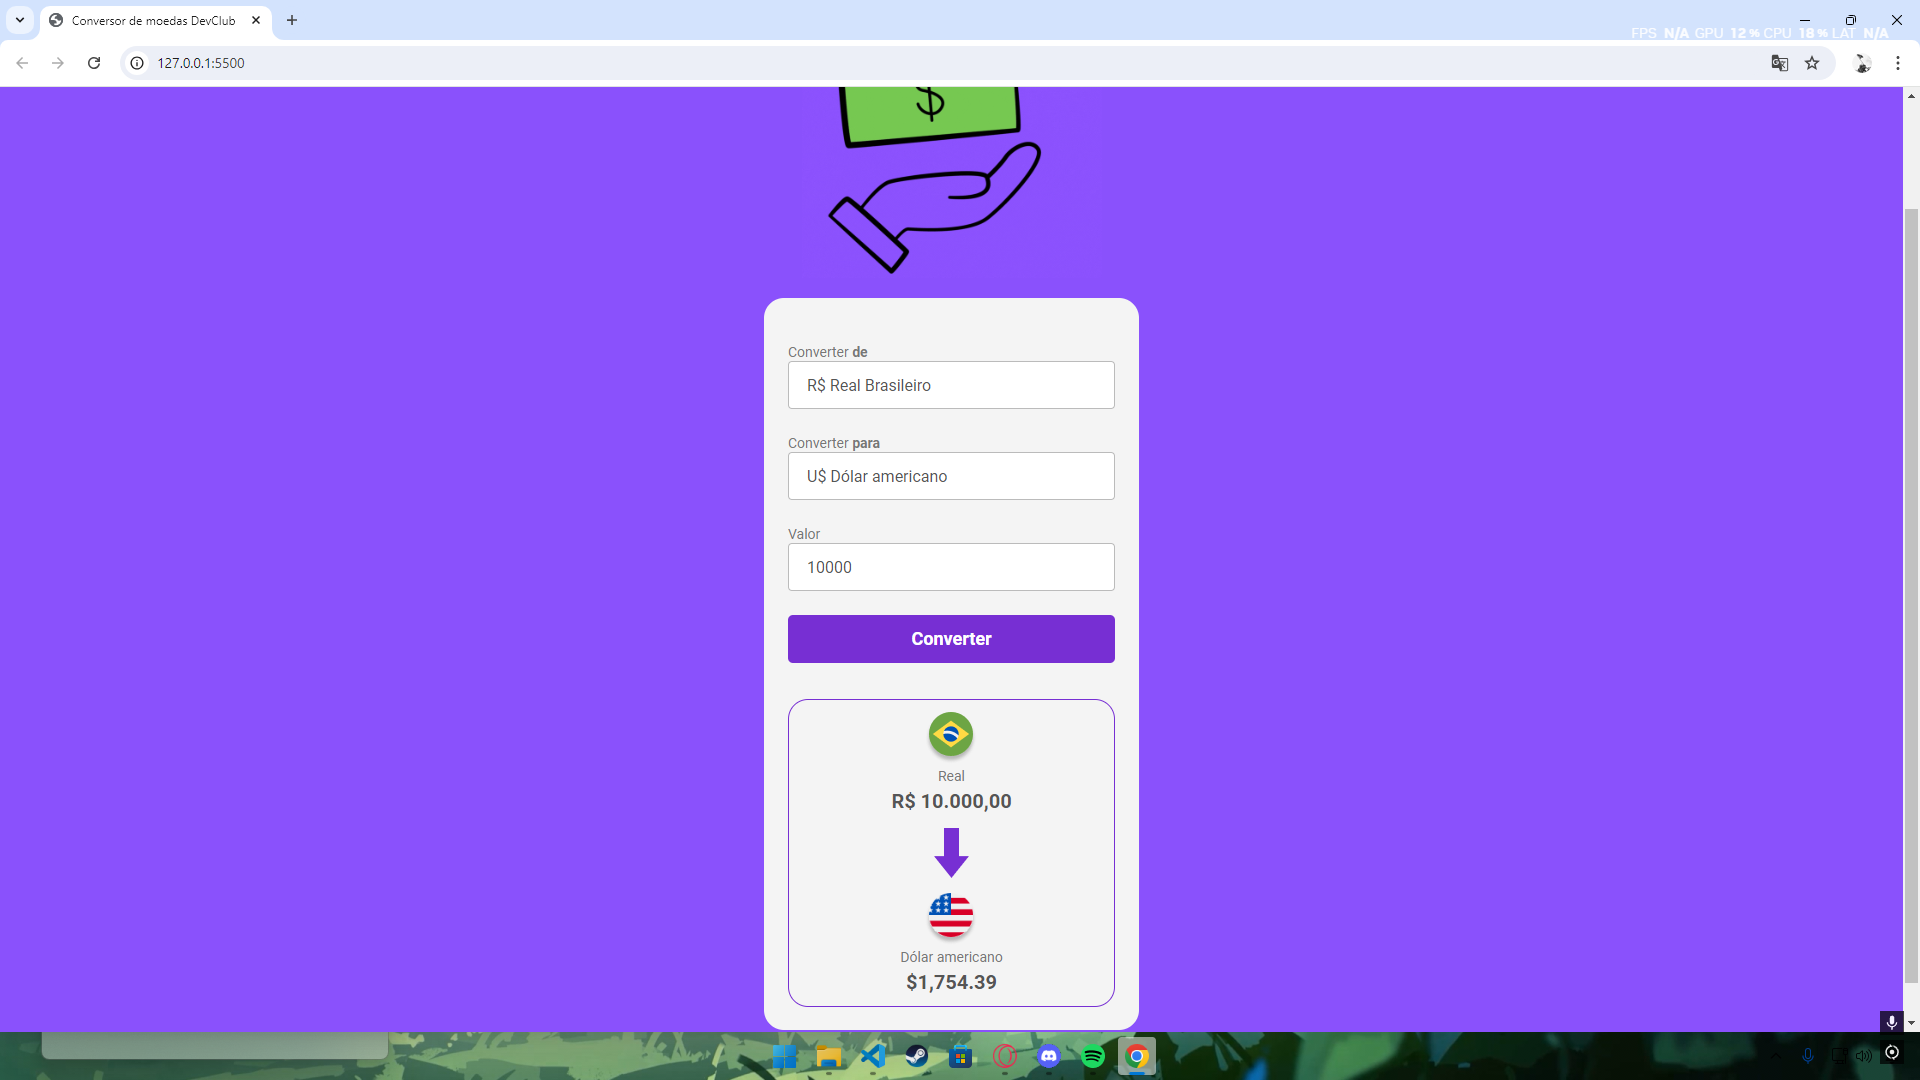 Conversor de moedas DevClub
FPS N/A GPU 12 % CPU 18 % LAT N/A
127.0.0.1:5500
$
Converter de
R$ Real Brasileiro
Converter para
U$ Dólar americano
Valor
10000
Converter
Real
R$ 10.000,00
Dólar americano
$1,754.39